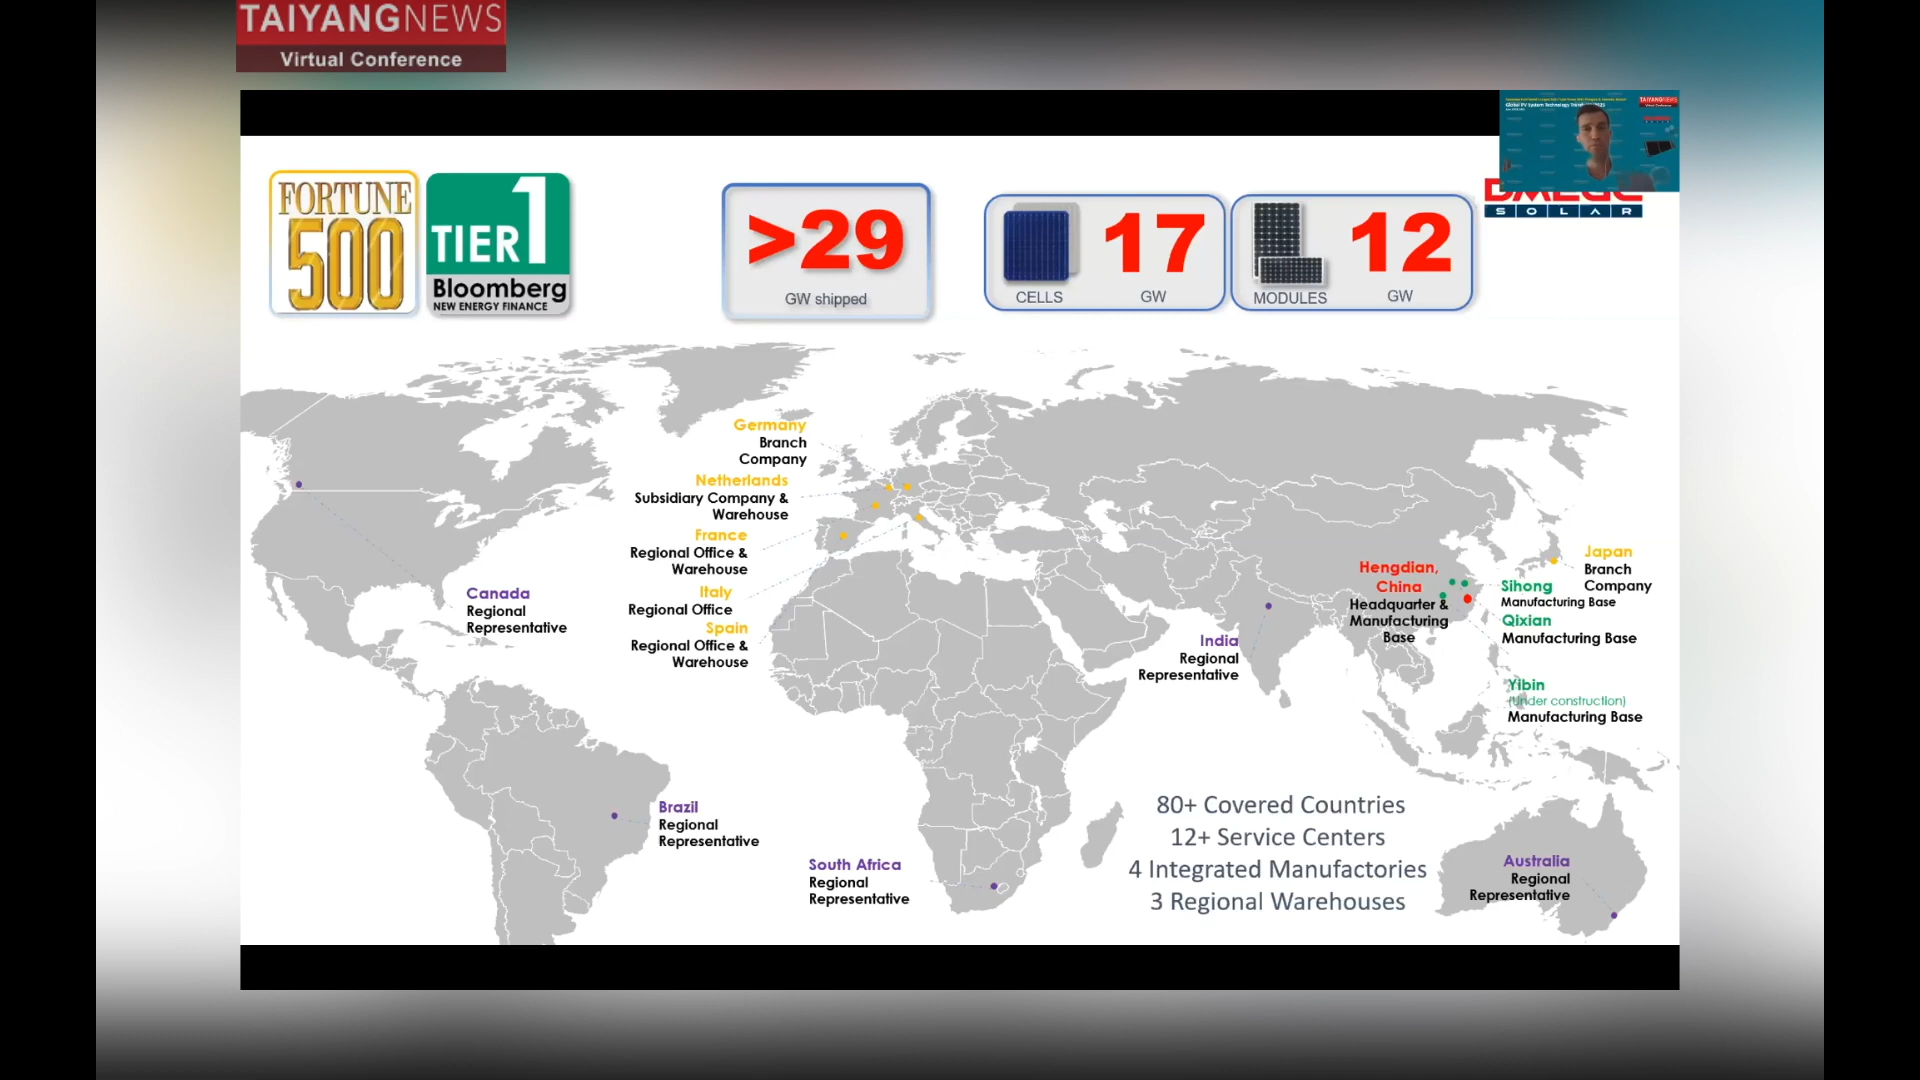 TAIYANGNEWS
Virtual Conference
FORTUNE
500
TIER 1
Bloomberg
NEW ENERGY FINANCE
>29
GW shipped
CELLS
17
GW
MODULES
12
GW
SOLAR
Germany
Branch
Company
Netherlands
Subsidiary Company &
Warehouse
France
Regional Office &
Warehouse
Italy
Regional Office
Spain
Regional Office &
Warehouse
Canada
Regional
Representative
Brazil
Regional
Representative
South Africa
Regional
Representative
India
Regional
Representative
Hengdian,
China
Headquarter &
Manufacturing
Base
Japan
Branch
Company
Sihong
Manufacturing Base
Qixian
Manufacturing Base
Yibin
(Under construction)
Manufacturing Base
80+ Covered Countries
12+ Service Centers
4 Integrated Manufactories
3 Regional Warehouses
Australia
Regional
Representative